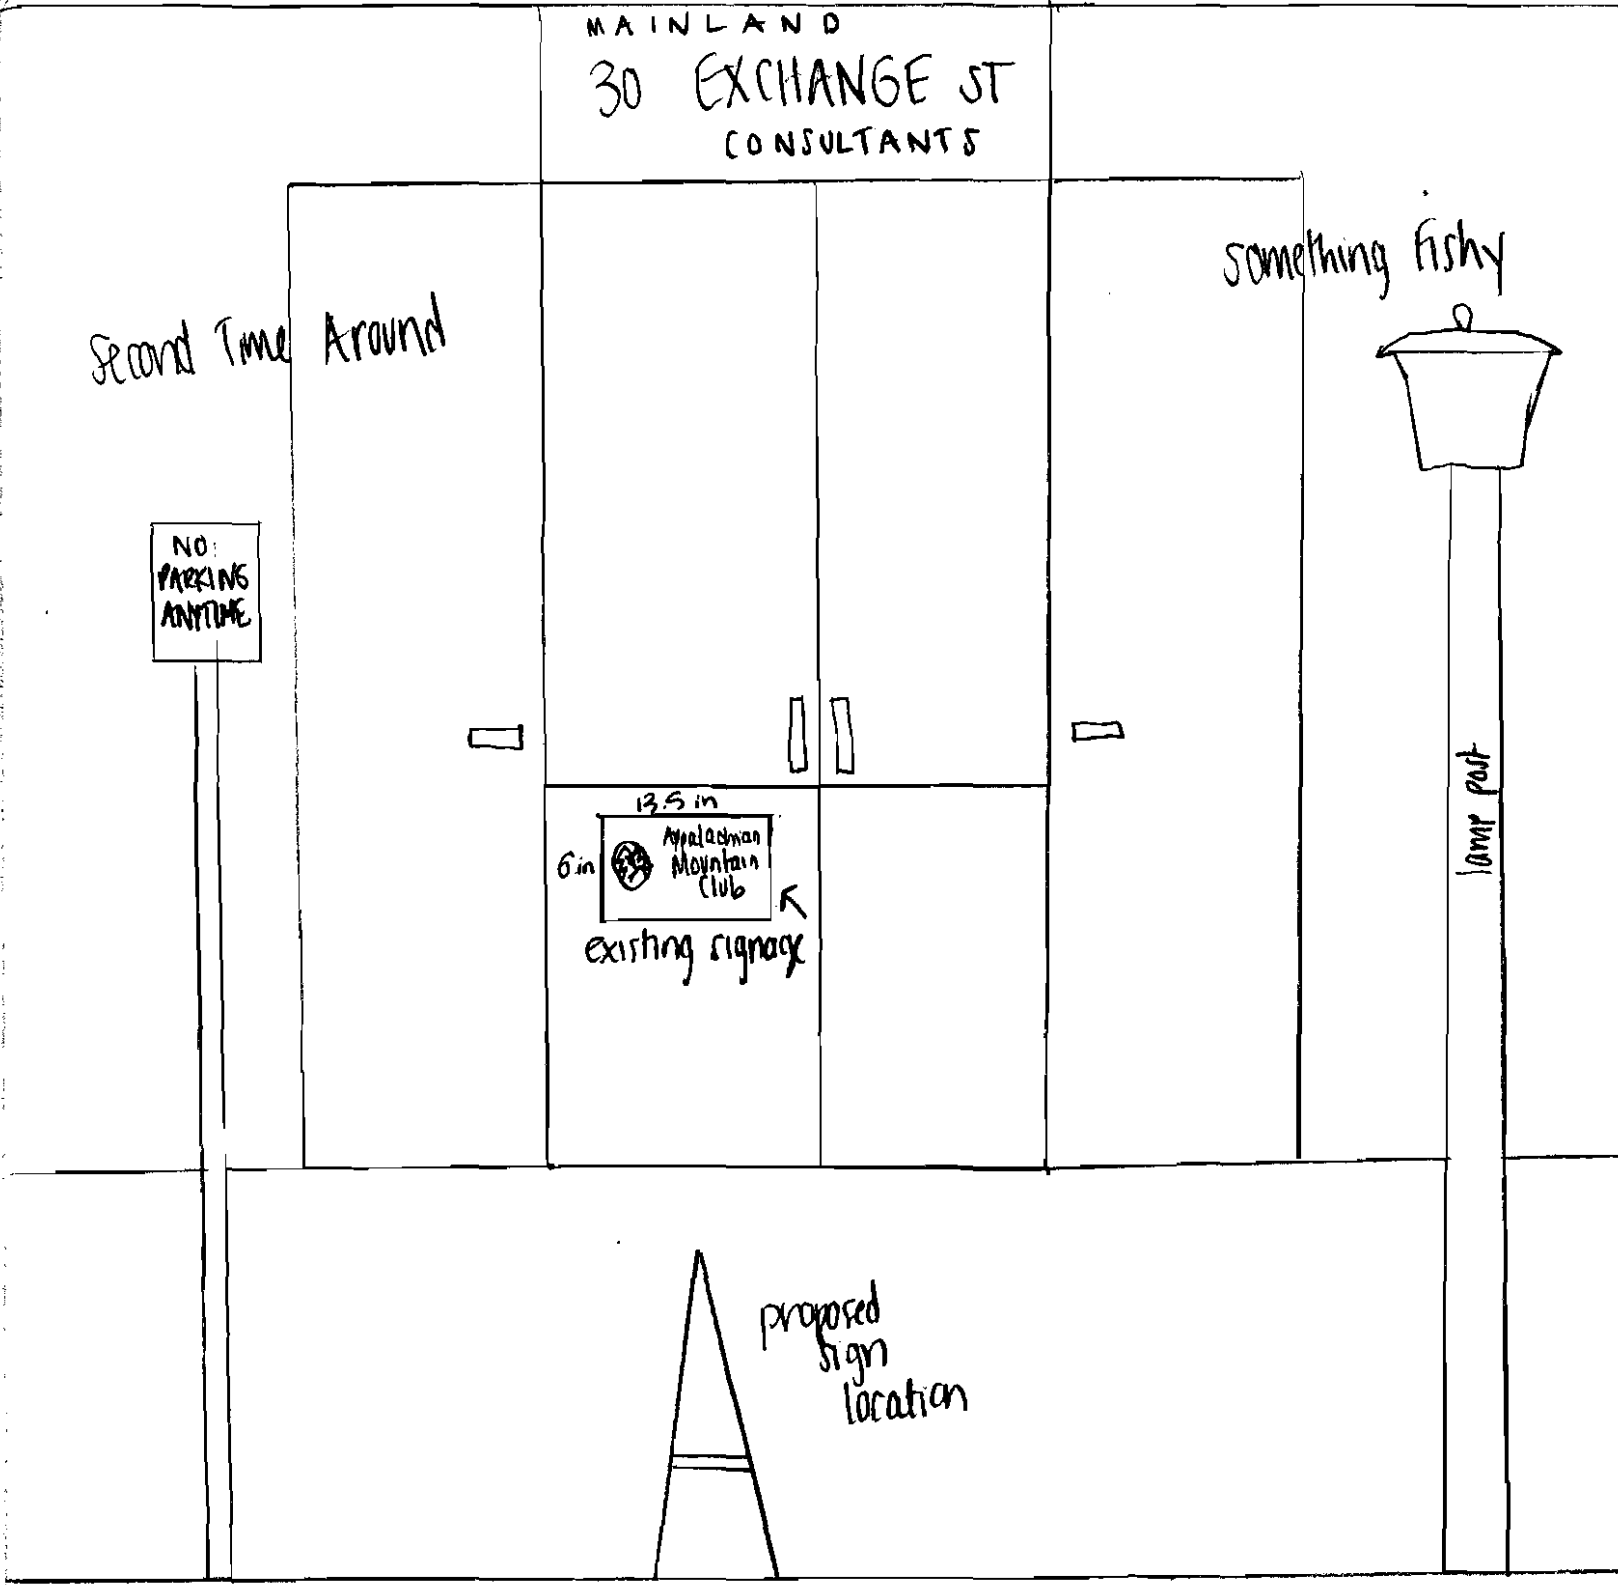 MAINLAND
30 EXCHANGE ST
CONSULTANTS
something Fishy
Second Time Around
NO
PARKING
ANYTIME
lamp post
13.5 in
6 in
Appalachian
Mountain
Club
existing signage
proposed
sign
location